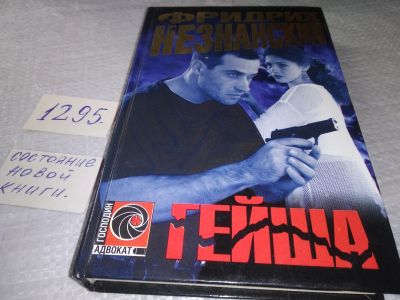 ФРИДРИХ
НЕЗНАНСКИЙ
1295.
состояние
новой
книги.
ГОСПОДИН
АДВОКАТ
ГЕЙША